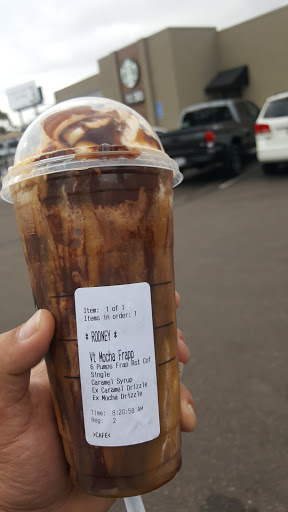 Item: 1 of 1
Items in order: 1
* RODNEY *
Vt Mocha Frapp
6 Pumps Frap Rst Cof
Single
Caramel Syrup
Ex Caramel Drizzle
Ex Mocha Drizzle
Time: 8:20:58 AM
Reg: 2
>CAFE<